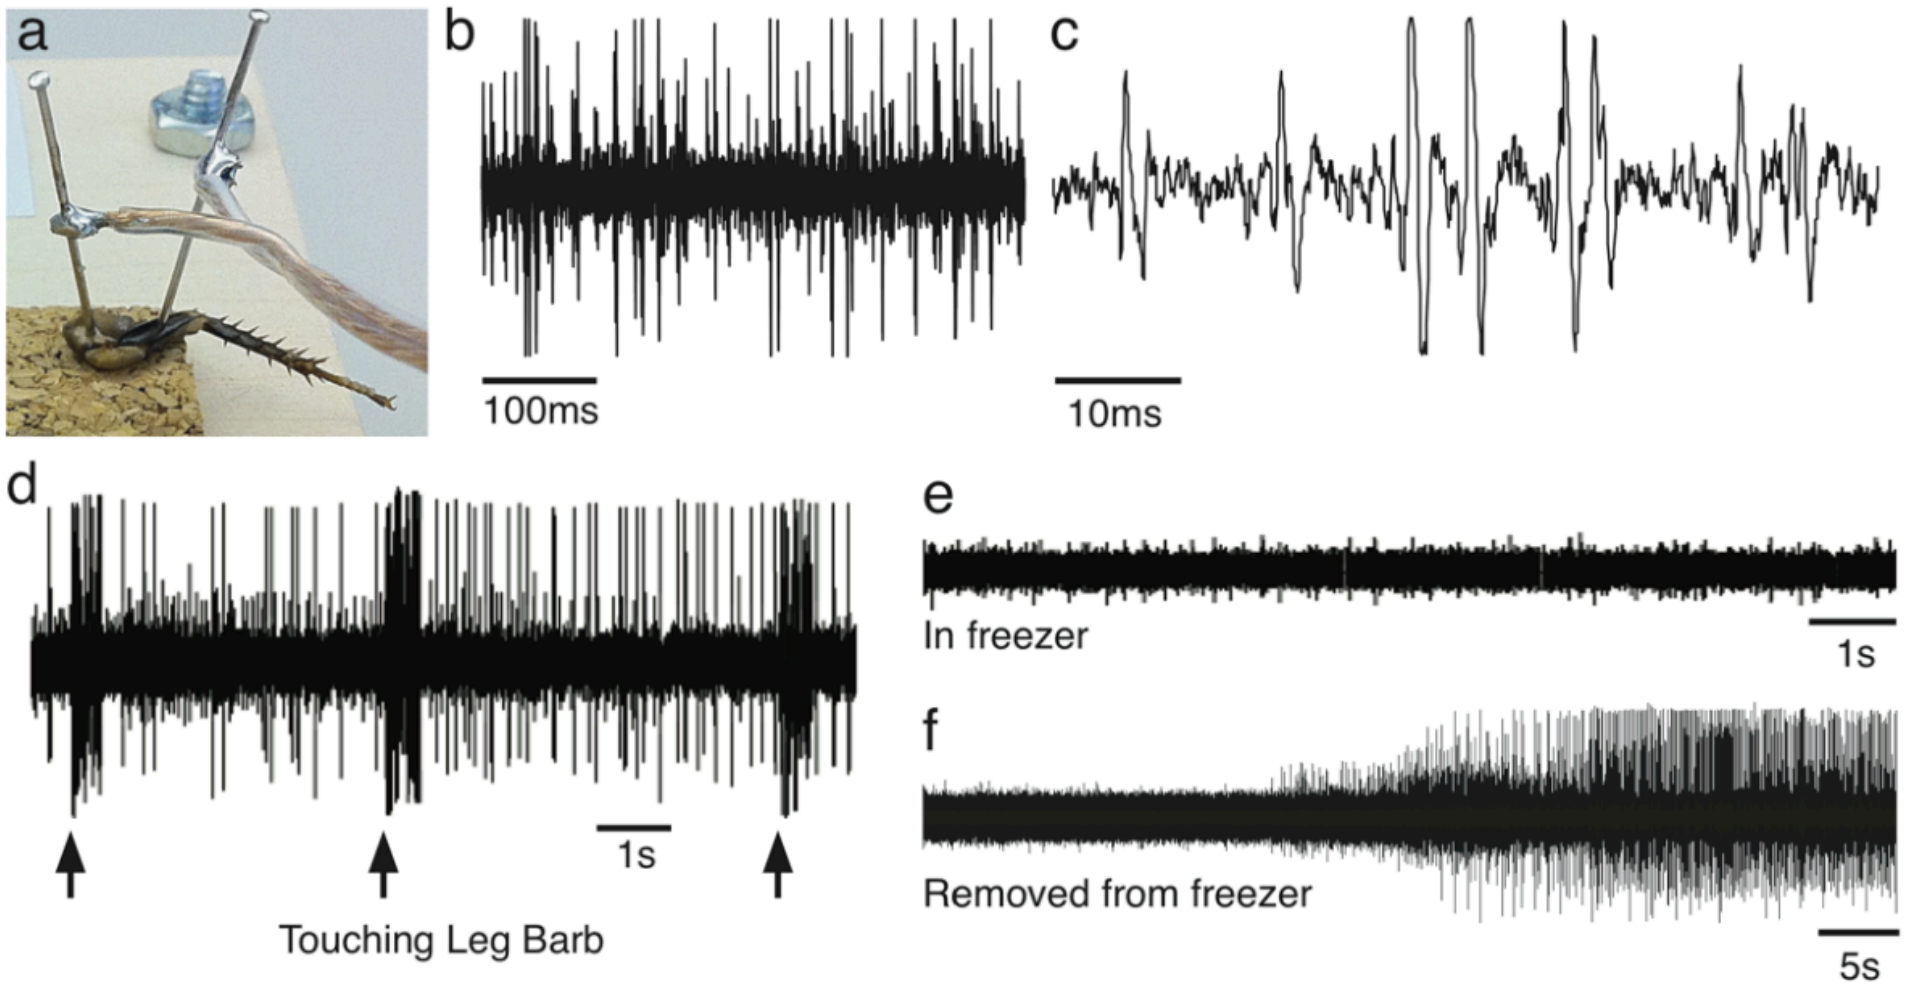 a
b
c
100ms
10ms
d
1s
Touching Leg Barb
e
In freezer
1s
f
Removed from freezer
5s